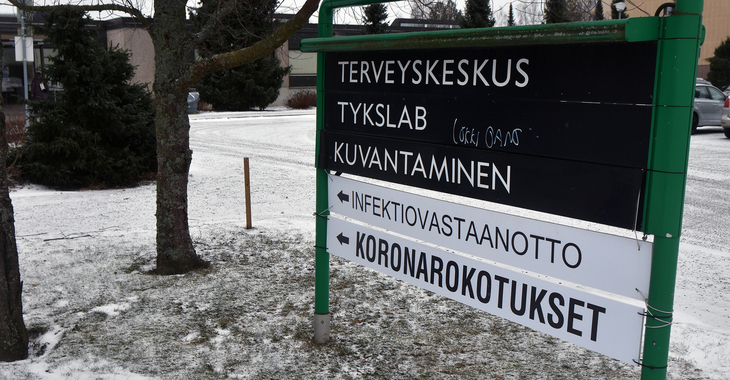 TERVEYSKESKUS
TYKSLAB
KUVANTAMINEN
INFEKTIOVASTAANOTTO
KORONAROKOTUKSET